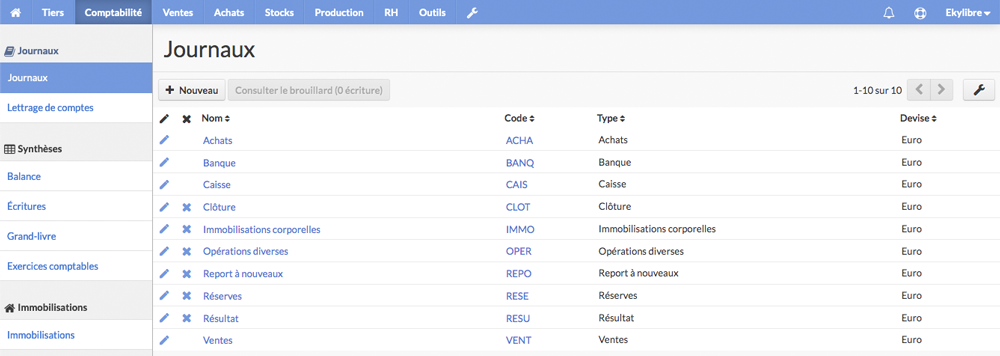 Tiers Comptabilité Ventes Achats Stocks Production RH Outils Ekylibre
Journaux
Journaux
Lettrage de comptes
Synthèses
Balance
Écritures
Grand-livre
Exercices comptables
Immobilisations
Immobilisations
Journaux
Nouveau Consulter le brouillard (0 écriture) 1-10 sur 10
Nom Code Type Devise
Achats ACHA Achats Euro
Banque BANQ Banque Euro
Caisse CAIS Caisse Euro
Clôture CLOT Clôture Euro
Immobilisations corporelles IMMO Immobilisations corporelles Euro
Opérations diverses OPER Opérations diverses Euro
Report à nouveaux REPO Report à nouveaux Euro
Réserves RESE Réserves Euro
Résultat RESU Résultat Euro
Ventes VENT Ventes Euro